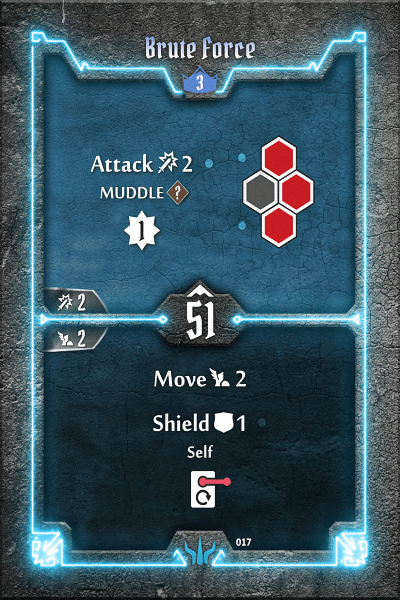 Brute Force
3
Attack 2
MUDDLE ?
1
2
51
2
Move 2
Shield 1
Self
017